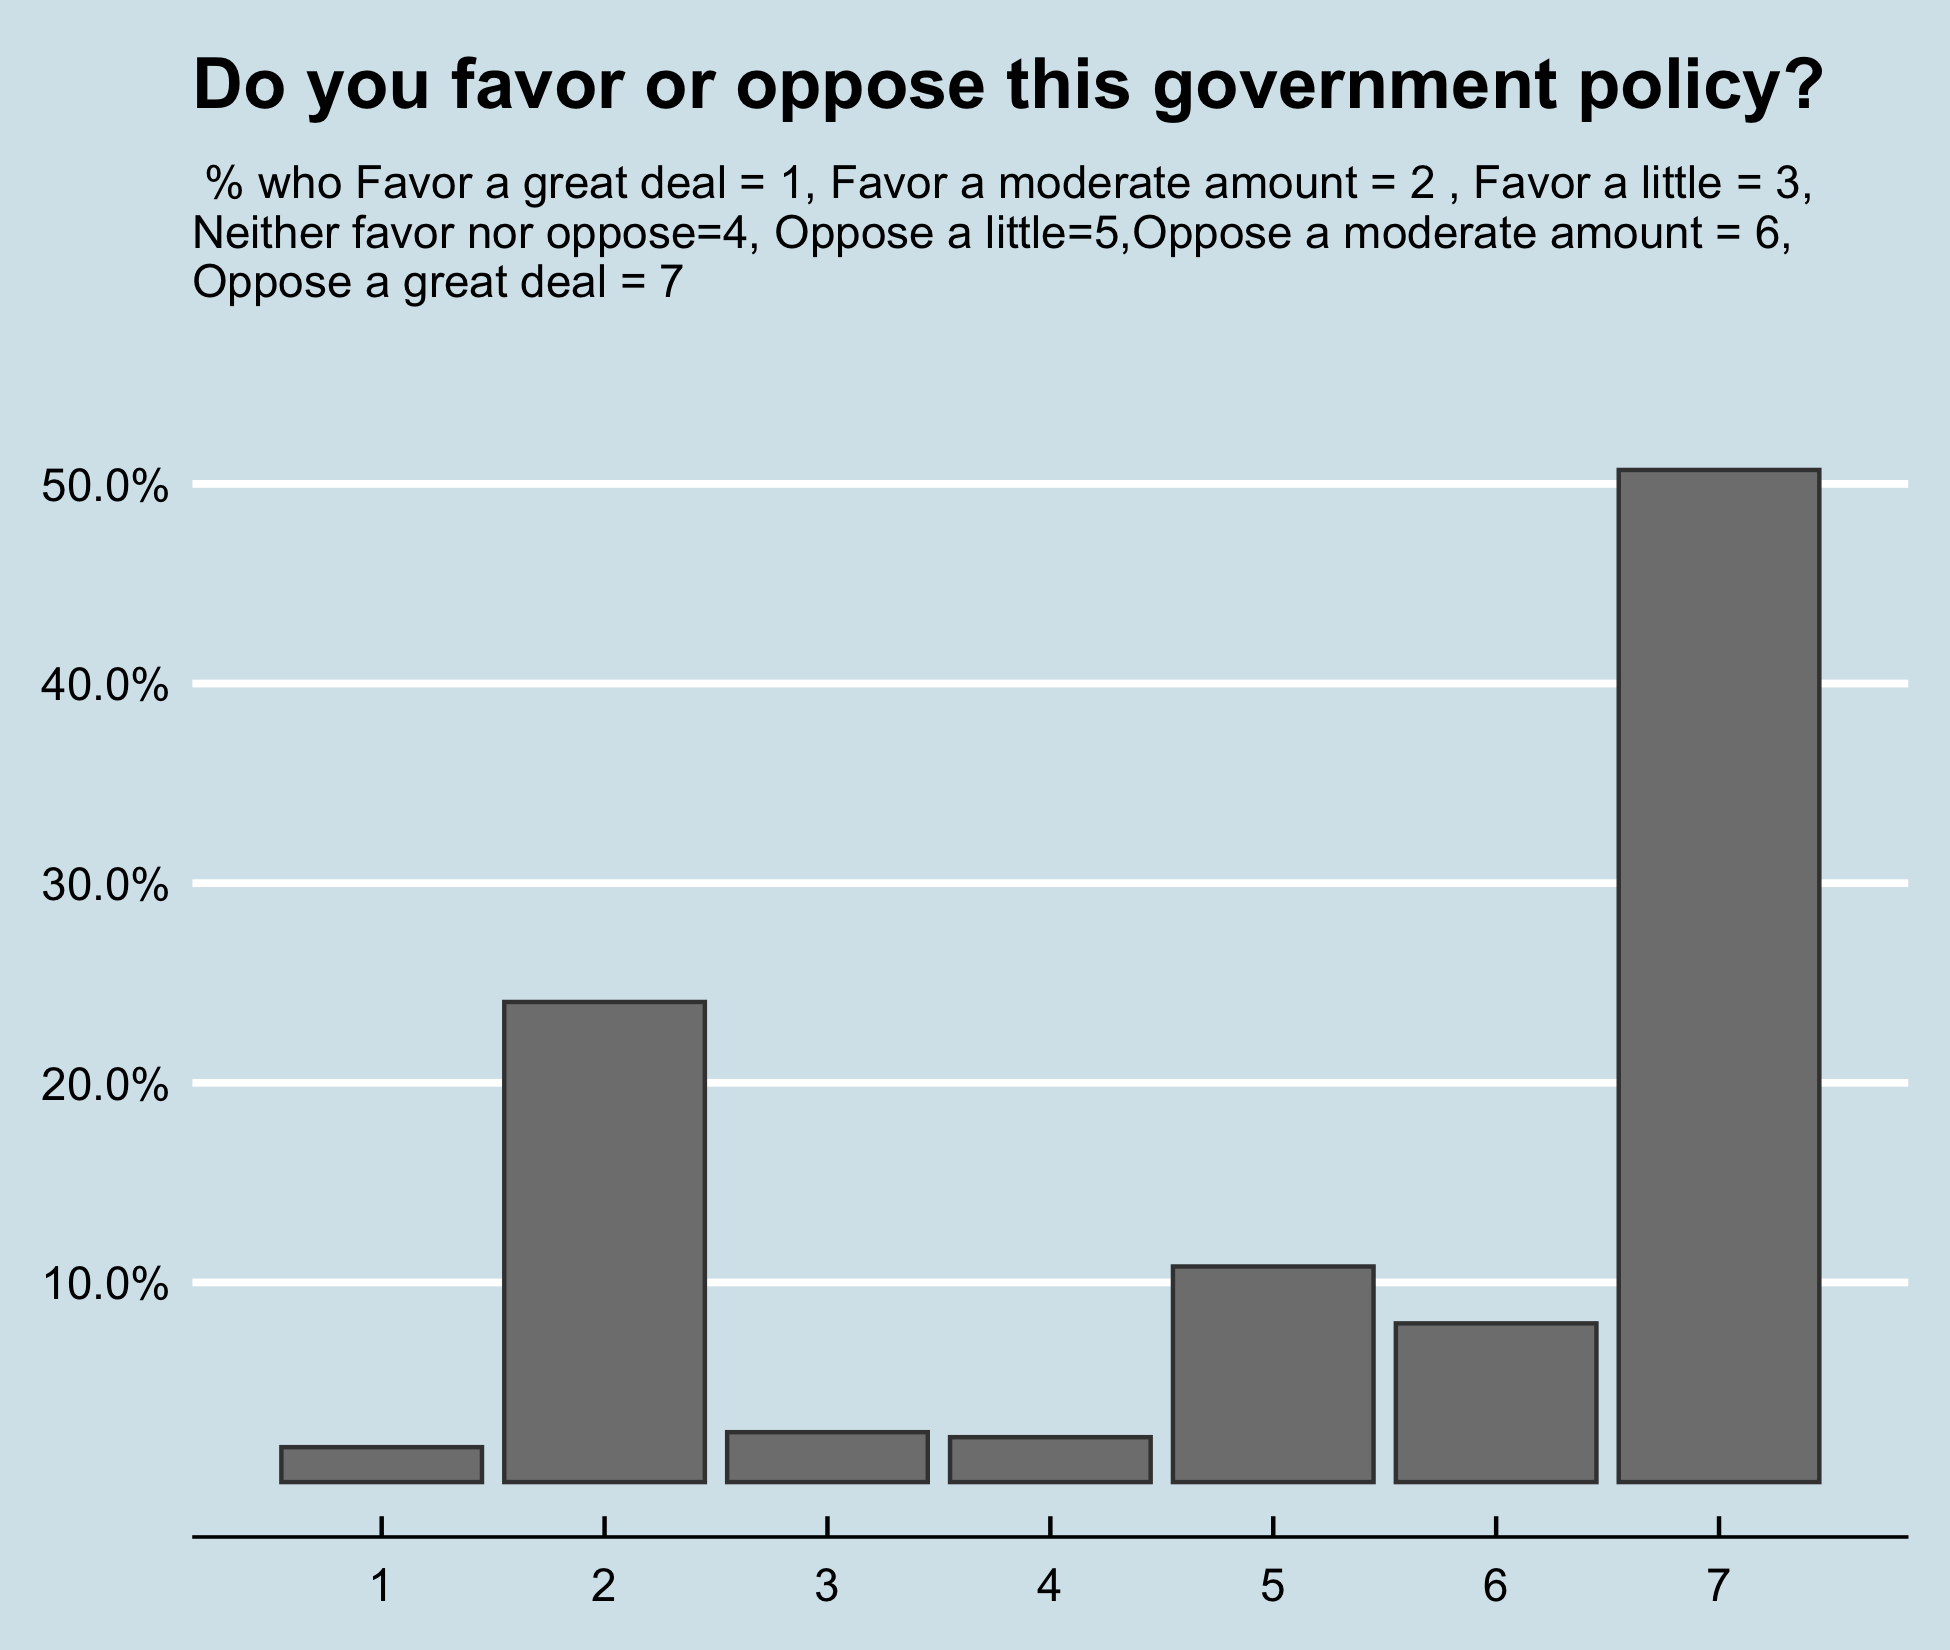 Do you favor or oppose this government policy?
% who Favor a great deal = 1, Favor a moderate amount = 2 , Favor a little = 3,
Neither favor nor oppose=4, Oppose a little=5,Oppose a moderate amount = 6,
Oppose a great deal = 7
50.0%
40.0%
30.0%
20.0%
10.0%
1 2 3 4 5 6 7